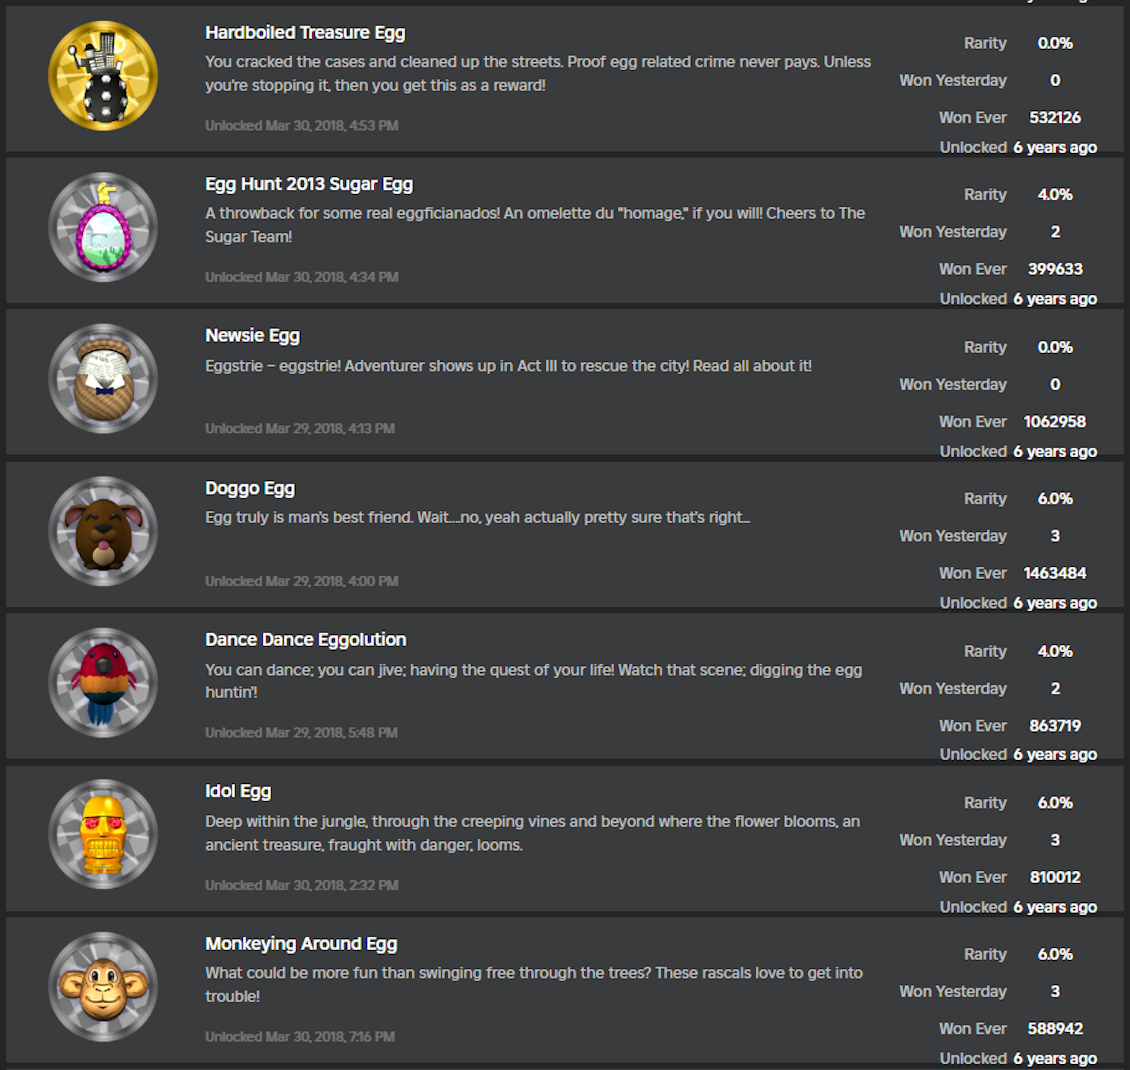 Hardboiled Treasure Egg
You cracked the cases and cleaned up the streets. Proof egg related crime never pays. Unless
you're stopping it, then you get this as a reward!
Unlocked Mar 30, 2018, 4:53 PM
Rarity 0.0%
Won Yesterday 0
Won Ever 532126
Unlocked 6 years ago
Egg Hunt 2013 Sugar Egg
A throwback for some real eggficianados! An omelette du "homage," if you will! Cheers to The
Sugar Team!
Unlocked Mar 30, 2018, 4:34 PM
Rarity 4.0%
Won Yesterday 2
Won Ever 399633
Unlocked 6 years ago
Newsie Egg
Eggstrie – eggstrie! Adventurer shows up in Act III to rescue the city! Read all about it!
Unlocked Mar 29, 2018, 4:13 PM
Rarity 0.0%
Won Yesterday 0
Won Ever 1062958
Unlocked 6 years ago
Doggo Egg
Egg truly is man's best friend. Wait....no, yeah actually pretty sure that's right...
Unlocked Mar 29, 2018, 4:00 PM
Rarity 6.0%
Won Yesterday 3
Won Ever 1463484
Unlocked 6 years ago
Dance Dance Eggolution
You can dance; you can jive; having the quest of your life! Watch that scene; digging the egg
huntin'!
Unlocked Mar 29, 2018, 5:48 PM
Rarity 4.0%
Won Yesterday 2
Won Ever 863719
Unlocked 6 years ago
Idol Egg
Deep within the jungle, through the creeping vines and beyond where the flower blooms, an
ancient treasure, fraught with danger, looms.
Unlocked Mar 30, 2018, 2:32 PM
Rarity 6.0%
Won Yesterday 3
Won Ever 810012
Unlocked 6 years ago
Monkeying Around Egg
What could be more fun than swinging free through the trees? These rascals love to get into
trouble!
Unlocked Mar 30, 2018, 7:16 PM
Rarity 6.0%
Won Yesterday 3
Won Ever 588942
Unlocked 6 years ago